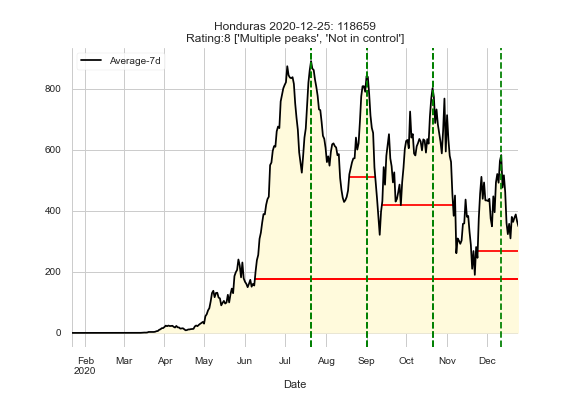 Honduras 2020-12-25: 118659
Rating:8 ['Multiple peaks', 'Not in control']
Average-7d
800
600
400
200
0
Feb Mar Apr May Jun Jul Aug Sep Oct Nov Dec
2020
Date